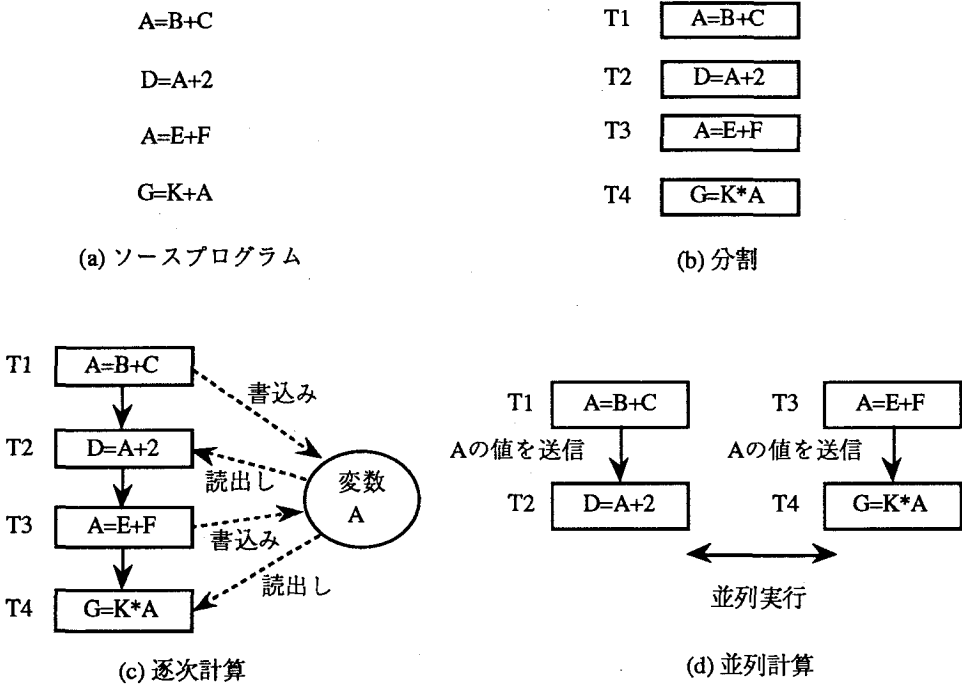 A=B+C
D=A+2
A=E+F
G=K+A
(a) ソースプログラム
T1 A=B+C
T2 D=A+2
T3 A=E+F
T4 G=K*A
(b) 分割
T1 A=B+C
書込み
T2 D=A+2
読出し
変数
A
T3 A=E+F
書込み
読出し
T4 G=K*A
(c) 逐次計算
T1 A=B+C
Aの値を送信
T2 D=A+2
T3 A=E+F
Aの値を送信
T4 G=K*A
並列実行
(d) 並列計算